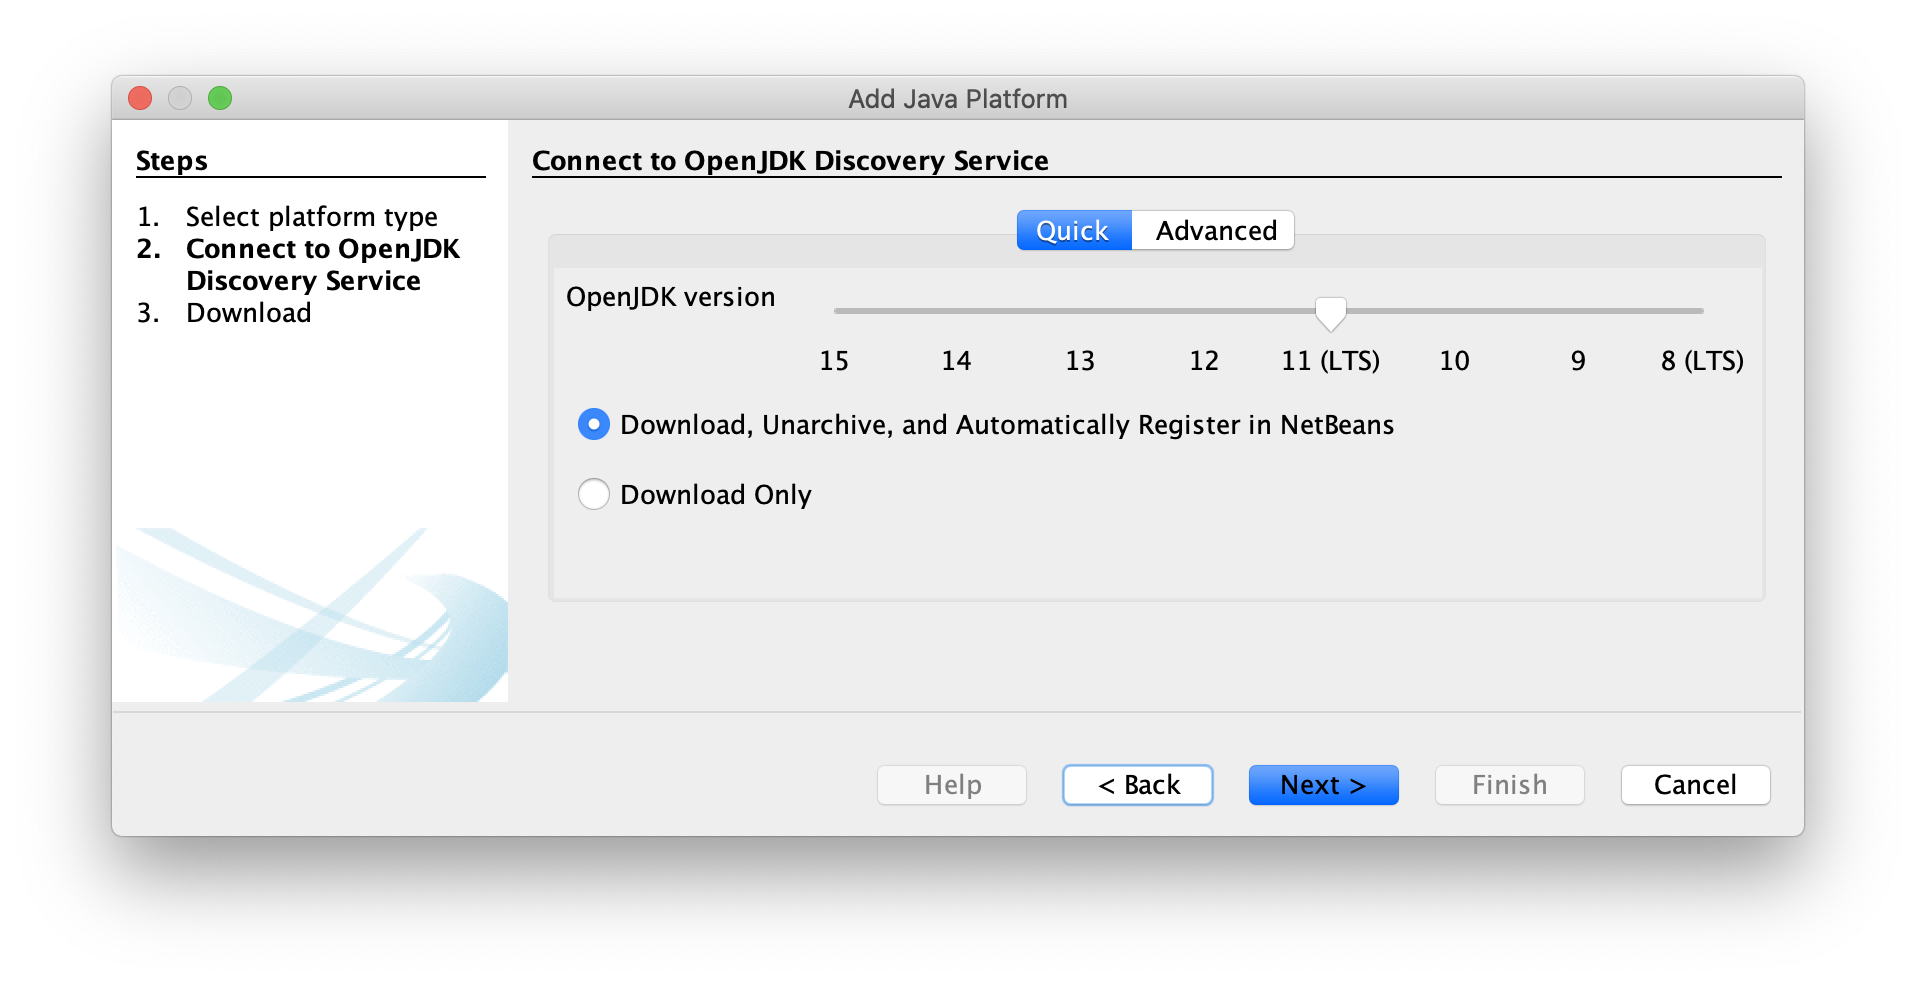 Add Java Platform
Steps
1. Select platform type
2. Connect to OpenJDK
Discovery Service
3. Download
Connect to OpenJDK Discovery Service
Quick Advanced
OpenJDK version
15 14 13 12 11 (LTS) 10 9 8 (LTS)
Download, Unarchive, and Automatically Register in NetBeans
Download Only
Help < Back Next > Finish Cancel